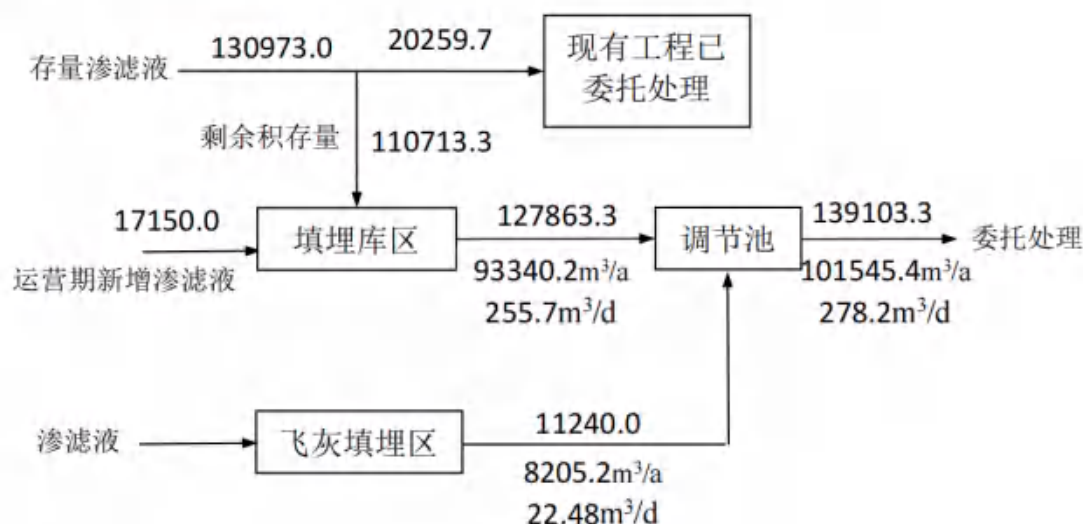 130973.0
20259.7
现有工程已
委托处理
存量渗滤液
剩余积存量
110713.3
17150.0
填埋库区
127863.3
调节池
139103.3
委托处理
运营期新增渗滤液
93340.2m³/a
255.7m³/d
101545.4m³/a
278.2m³/d
渗滤液
飞灰填埋区
11240.0
8205.2m³/a
22.48m³/d